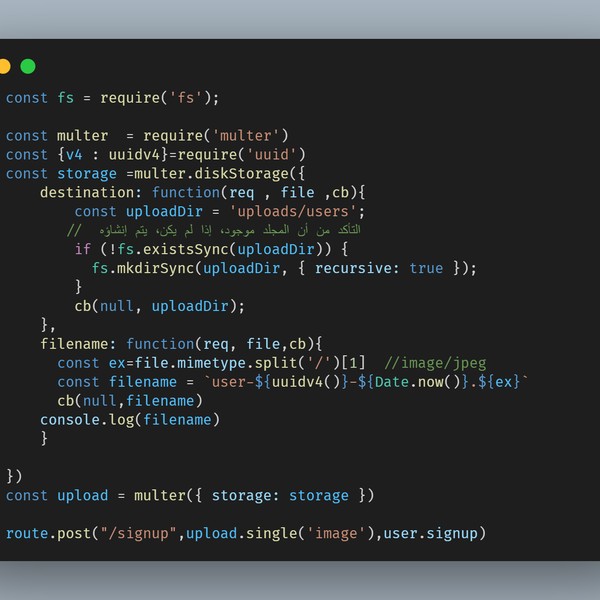 const fs = require('fs');
const multer  = require('multer')
const {v4 : uuidv4}=require('uuid')
const storage =multer.diskStorage({
    destination: function(req , file ,cb){
        const uploadDir = 'uploads/users';
       //  التأكد من أن المجلد موجود، إذا لم يكن، يتم إنشاؤه
        if (!fs.existsSync(uploadDir)) {
          fs.mkdirSync(uploadDir, { recursive: true });
        }
        cb(null, uploadDir);
    },
    filename: function(req, file,cb){
      const ex=file.mimetype.split('/')[1]  //image/jpeg
      const filename = `user-${uuidv4()}-${Date.now()}.${ex}`
      cb(null,filename)
    console.log(filename)
    }
})
const upload = multer({ storage: storage })
route.post("/signup",upload.single('image'),user.signup)